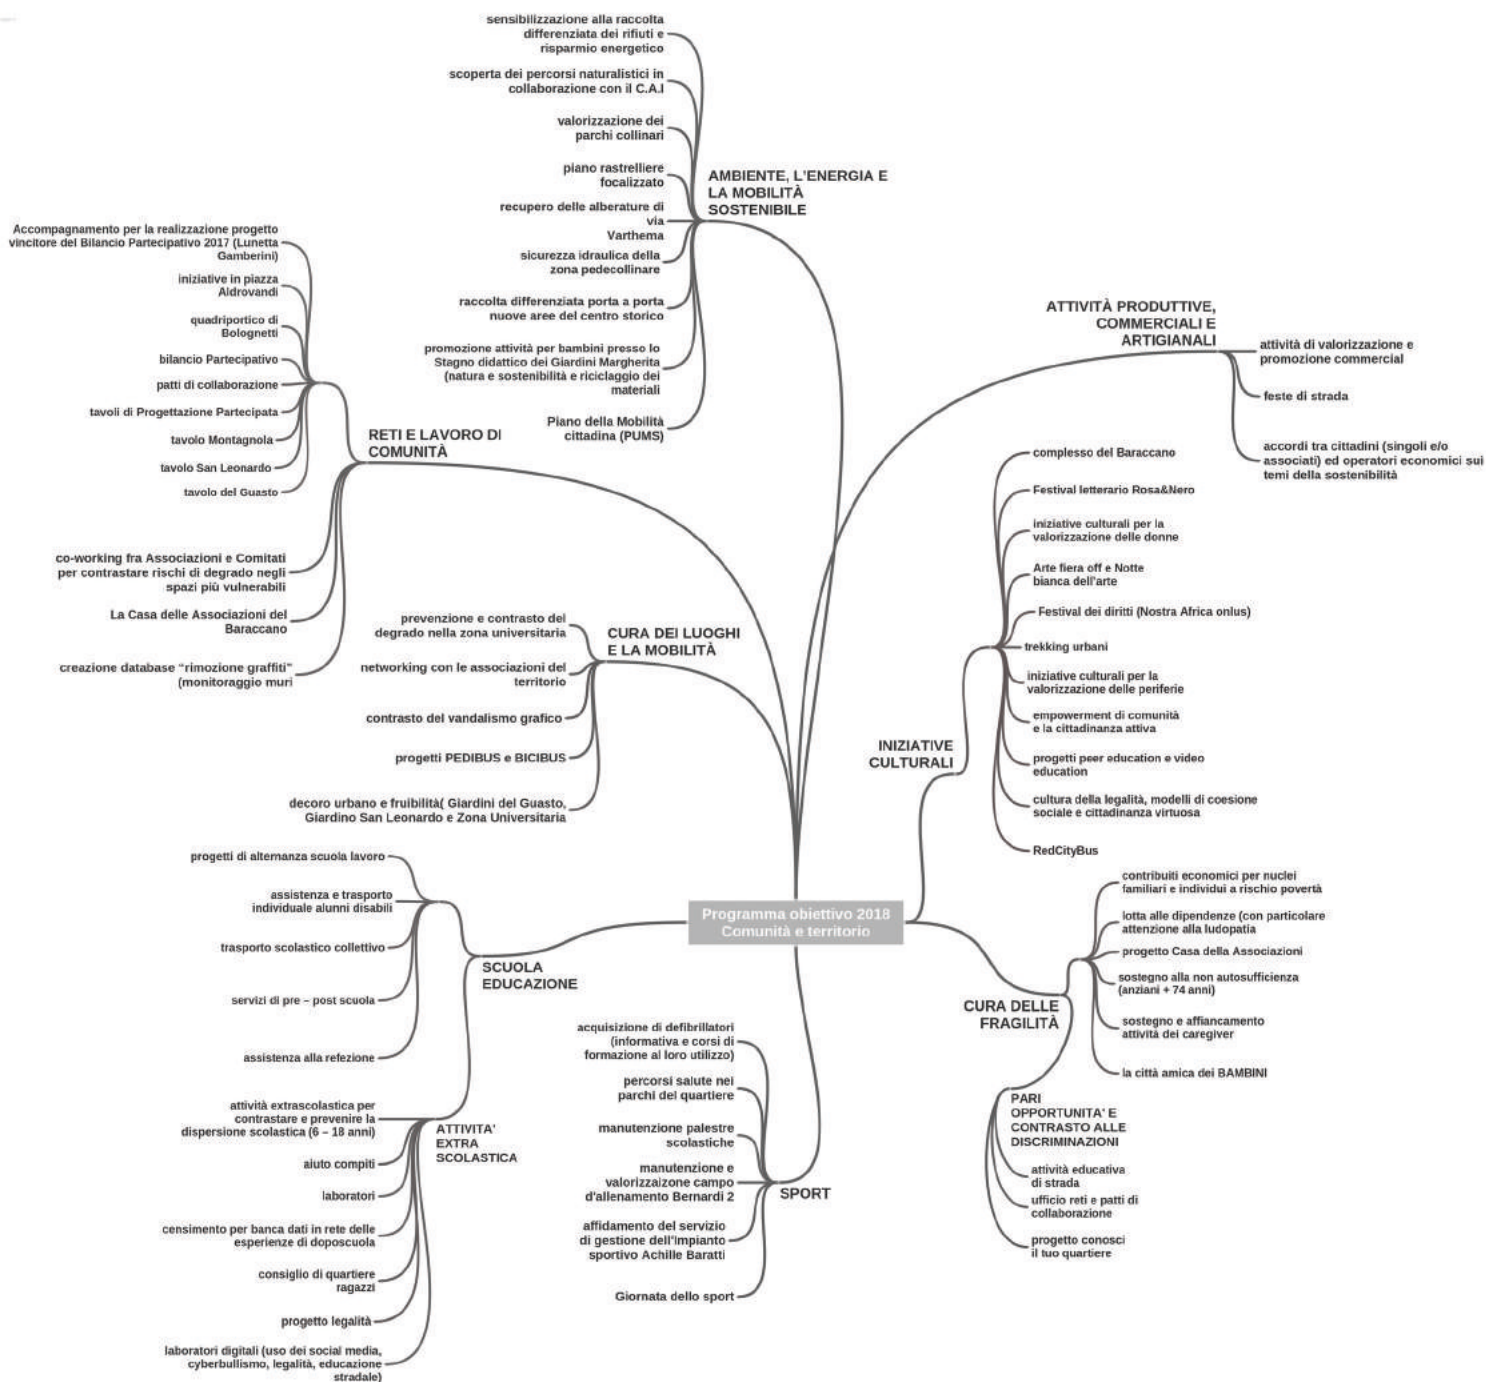 sensibilizzazione alla raccolta
differenziata dei rifiuti e
risparmio energetico
scoperta dei percorsi naturalistici in
collaborazione con il C.A.I
valorizzazione dei
parchi collinari
piano rastrelliere
focalizzato
recupero delle alberature di
via
Varthema
sicurezza idraulica della
zona pedecollinare
raccolta differenziata porta a porta
nuove aree del centro storico
promozione attività per bambini presso lo
Stagno didattico dei Giardini Margherita
(natura e sostenibilità e riciclaggio dei
materiali
Piano della Mobilità
cittadina (PUMS)
AMBIENTE, L'ENERGIA E
LA MOBILITÀ
SOSTENIBILE
Accompagnamento per la realizzazione progetto
vincitore del Bilancio Partecipativo 2017 (Lunetta
Gamberini)
iniziative in piazza
Aldrovandi
quadriportico di
Bolognetti
bilancio Partecipativo
patti di collaborazione
tavoli di Progettazione Partecipata
tavolo Montagnola
tavolo San Leonardo
tavolo del Guasto
co-working fra Associazioni e Comitati
per contrastare rischi di degrado negli
spazi più vulnerabili
La Casa delle Associazioni del
Baraccano
creazione database “rimozione graffiti”
(monitoraggio muri
RETI E LAVORO DI
COMUNITÀ
prevenzione e contrasto del
degrado nella zona universitaria
networking con le associazioni del
territorio
contrasto del vandalismo grafico
progetti PEDIBUS e BICIBUS
decoro urbano e fruibilità( Giardini del Guasto,
Giardino San Leonardo e Zona Universitaria
CURA DEI LUOGHI
E LA MOBILITÀ
ATTIVITÀ PRODUTTIVE,
COMMERCIALI E
ARTIGIANALI
attività di valorizzazione e
promozione commercial
feste di strada
accordi tra cittadini (singoli e/o
associati) ed operatori economici sui
temi della sostenibilità
complesso del Baraccano
Festival letterario Rosa&Nero
iniziative culturali per la
valorizzazione delle donne
Arte fiera off e Notte
bianca dell'arte
Festival dei diritti (Nostra Africa onlus)
trekking urbani
iniziative culturali per la
valorizzazione delle periferie
empowerment di comunità
e la cittadinanza attiva
progetti peer education e video
education
cultura della legalità, modelli di coesione
sociale e cittadinanza virtuosa
RedCityBus
INIZIATIVE
CULTURALI
Programma obiettivo 2018
Comunità e territorio
progetti di alternanza scuola lavoro
assistenza e trasporto
individuale alunni disabili
trasporto scolastico collettivo
servizi di pre – post scuola
assistenza alla refezione
SCUOLA
EDUCAZIONE
attività extrascolastica per
contrastare e prevenire la
dispersione scolastica (6 – 18 anni)
aiuto compiti
laboratori
censimento per banca dati in rete delle
esperienze di doposcuola
consiglio di quartiere
ragazzi
progetto legalità
laboratori digitali (uso dei social media,
cyberbullismo, legalità, educazione
stradale)
ATTIVITA'
EXTRA
SCOLASTICA
acquisizione di defibrillatori
(informativa e corsi di
formazione al loro utilizzo)
percorsi salute nei
parchi del quartiere
manutenzione palestre
scolastiche
manutenzione e
valorizzaizone campo
d'allenamento Bernardi 2
affidamento del servizio
di gestione dell'Impianto
sportivo Achille Baratti
Giornata dello sport
SPORT
contribuiti economici per nuclei
familiari e individui a rischio povertà
lotta alle dipendenze (con particolare
attenzione alla ludopatia
progetto Casa della Associazioni
sostegno alla non autosufficienza
(anziani + 74 anni)
sostegno e affiancamento
attività dei caregiver
la città amica dei BAMBINI
CURA DELLE
FRAGILITÀ
PARI
OPPORTUNITA' E
CONTRASTO ALLE
DISCRIMINAZIONI
attività educativa
di strada
ufficio reti e patti di
collaborazione
progetto conosci
il tuo quartiere